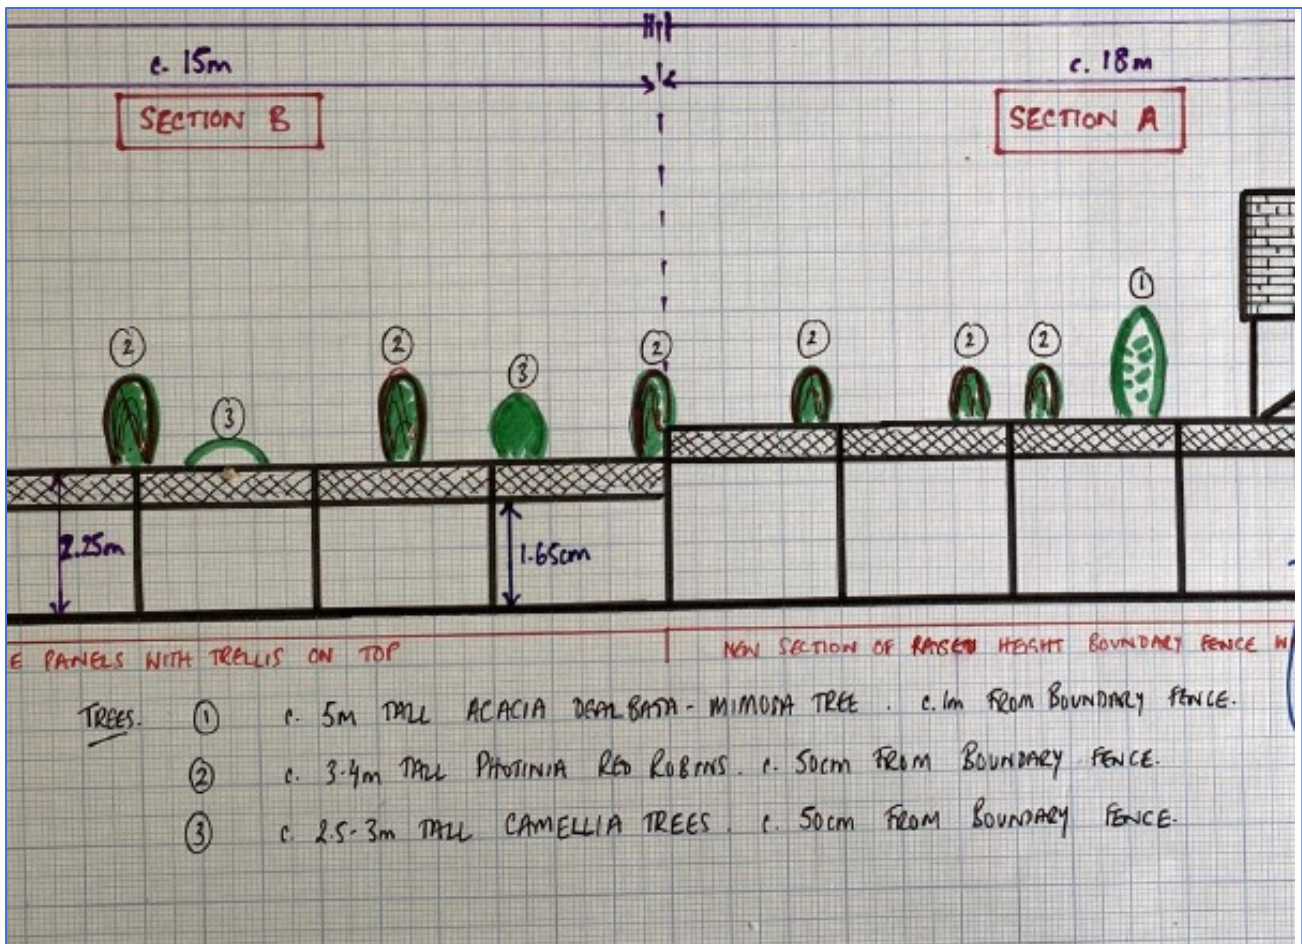 c. 15m
c. 18m
SECTION B
SECTION A
1
2
2
3
2
2
2
2
3
2.25m
1.65cm
E PANELS WITH TRELLIS ON TOP
NEW SECTION OF RAISED HEIGHT BOUNDARY FENCE W
TREES. 1 c. 5m TALL ACACIA DEALBATA - MIMOSA TREE. c. 1m FROM BOUNDARY FENCE.
2 c. 3-4m TALL PHOTINIA RED ROBINS. c. 50cm FROM BOUNDARY FENCE.
3 c. 2.5-3m TALL CAMELLIA TREES. c. 50cm FROM BOUNDARY FENCE.